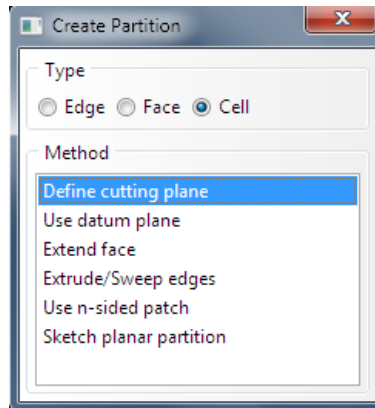 Create Partition
Type
Edge Face Cell
Method
Define cutting plane
Use datum plane
Extend face
Extrude/Sweep edges
Use n-sided patch
Sketch planar partition